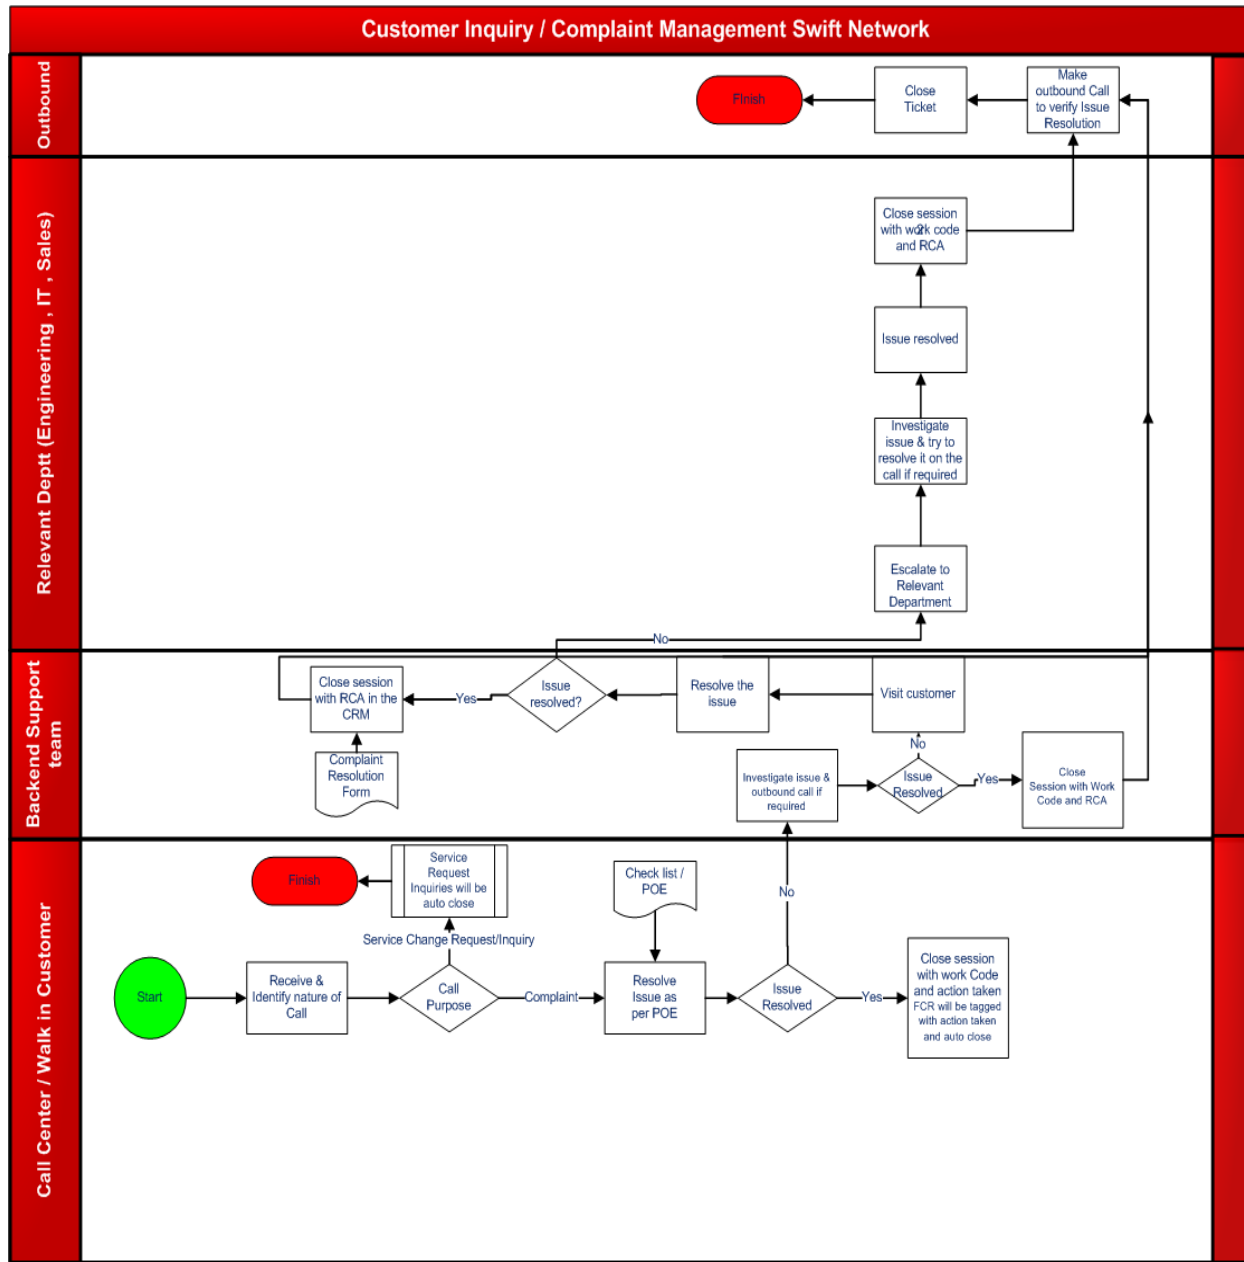 Customer Inquiry / Complaint Management Swift Network
Outbound
Finish
Close
Ticket
Make
outbound Call
to verify Issue
Resolution
Relevant Deptt (Engineering , IT , Sales)
Close session
with work code
2
and RCA
Issue resolved
Investigate
issue & try to
resolve it on the
call if required
Escalate to
Relevant
Department
No
Backend Support
team
Close session
with RCA in the
CRM
Yes
Issue
resolved?
Resolve the
issue
Visit customer
No
Complaint
Resolution
Form
Investigate issue &
outbound call if
required
Issue
Resolved
Yes
Close
Session with Work
Code and RCA
Call Center / Walk in Customer
Finish
Service
Request
Inquiries will be
auto close
Check list /
POE
No
Service Change Request/Inquiry
Start
Receive &
Identify nature of
Call
Call
Purpose
Complaint
Resolve
Issue as
per POE
Issue
Resolved
Yes
Close session
with work Code
and action taken
FCR will be tagged
with action taken
and auto close